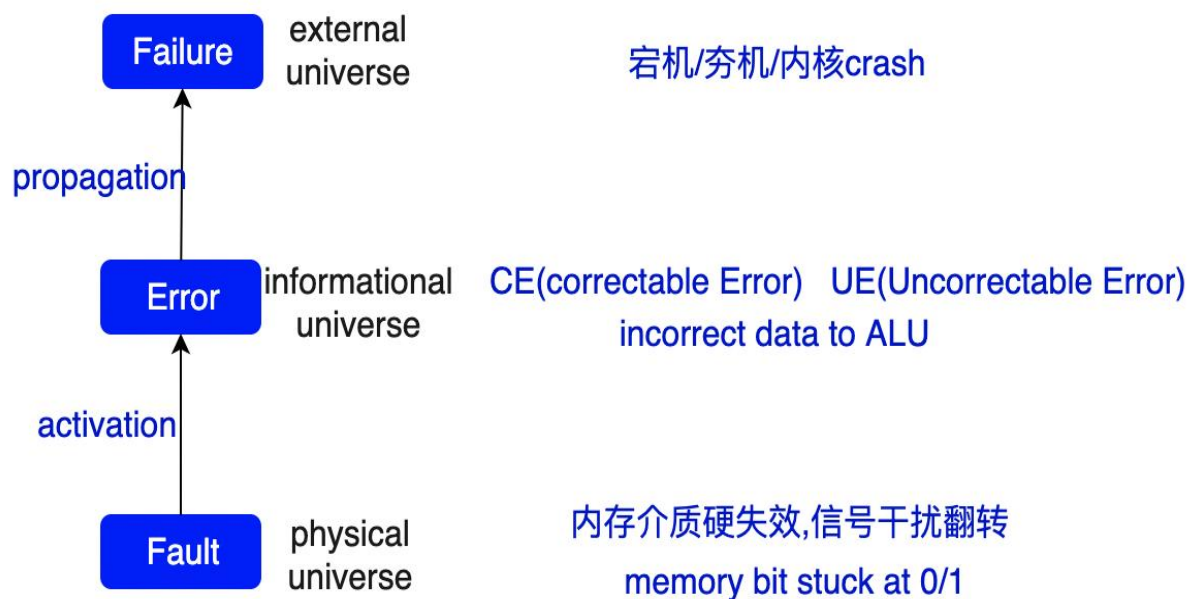 Failure
external
universe
宕机/夯机/内核crash
propagation
Error
informational
universe
CE(correctable Error) UE(Uncorrectable Error)
incorrect data to ALU
activation
Fault
physical
universe
内存介质硬失效,信号干扰翻转
memory bit stuck at 0/1